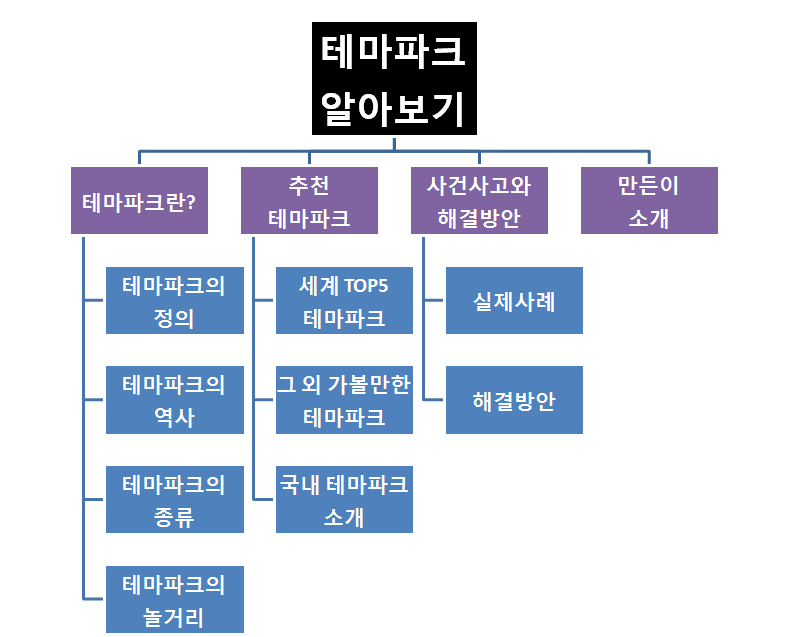 테마파크
알아보기
테마파크란?
추천
테마파크
사건사고와
해결방안
만든이
소개
테마파크의
정의
세계 TOP5
테마파크
실제사례
테마파크의
역사
그 외 가볼만한
테마파크
해결방안
테마파크의
종류
국내 테마파크
소개
테마파크의
놀거리